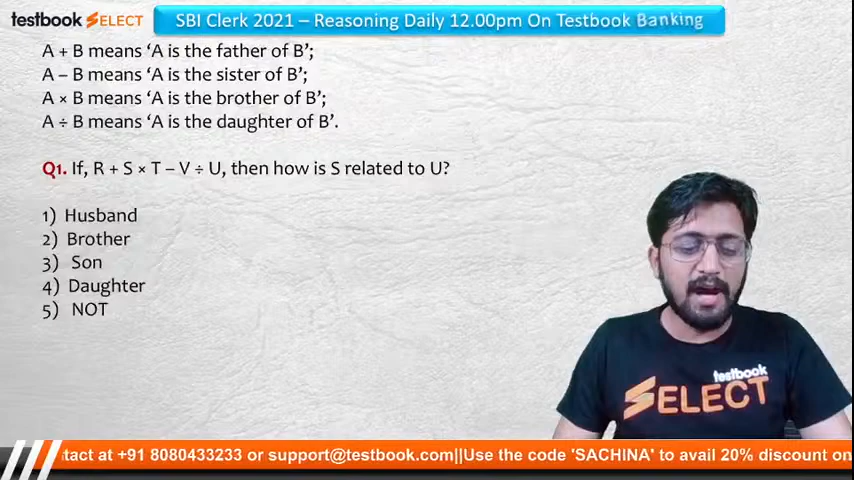 testbook SELECT
SBI Clerk 2021 – Reasoning Daily 12.00pm On Testbook Banking
A + B means ‘A is the father of B’;
A – B means ‘A is the sister of B’;
A × B means ‘A is the brother of B’;
A ÷ B means ‘A is the daughter of B’.
Q1. If, R + S × T – V ÷ U, then how is S related to U?
1) Husband
2) Brother
3) Son
4) Daughter
5) NOT
testbook
SELECT
tact at +91 8080433233 or support@testbook.com||Use the code 'SACHINA' to avail 20% discount on